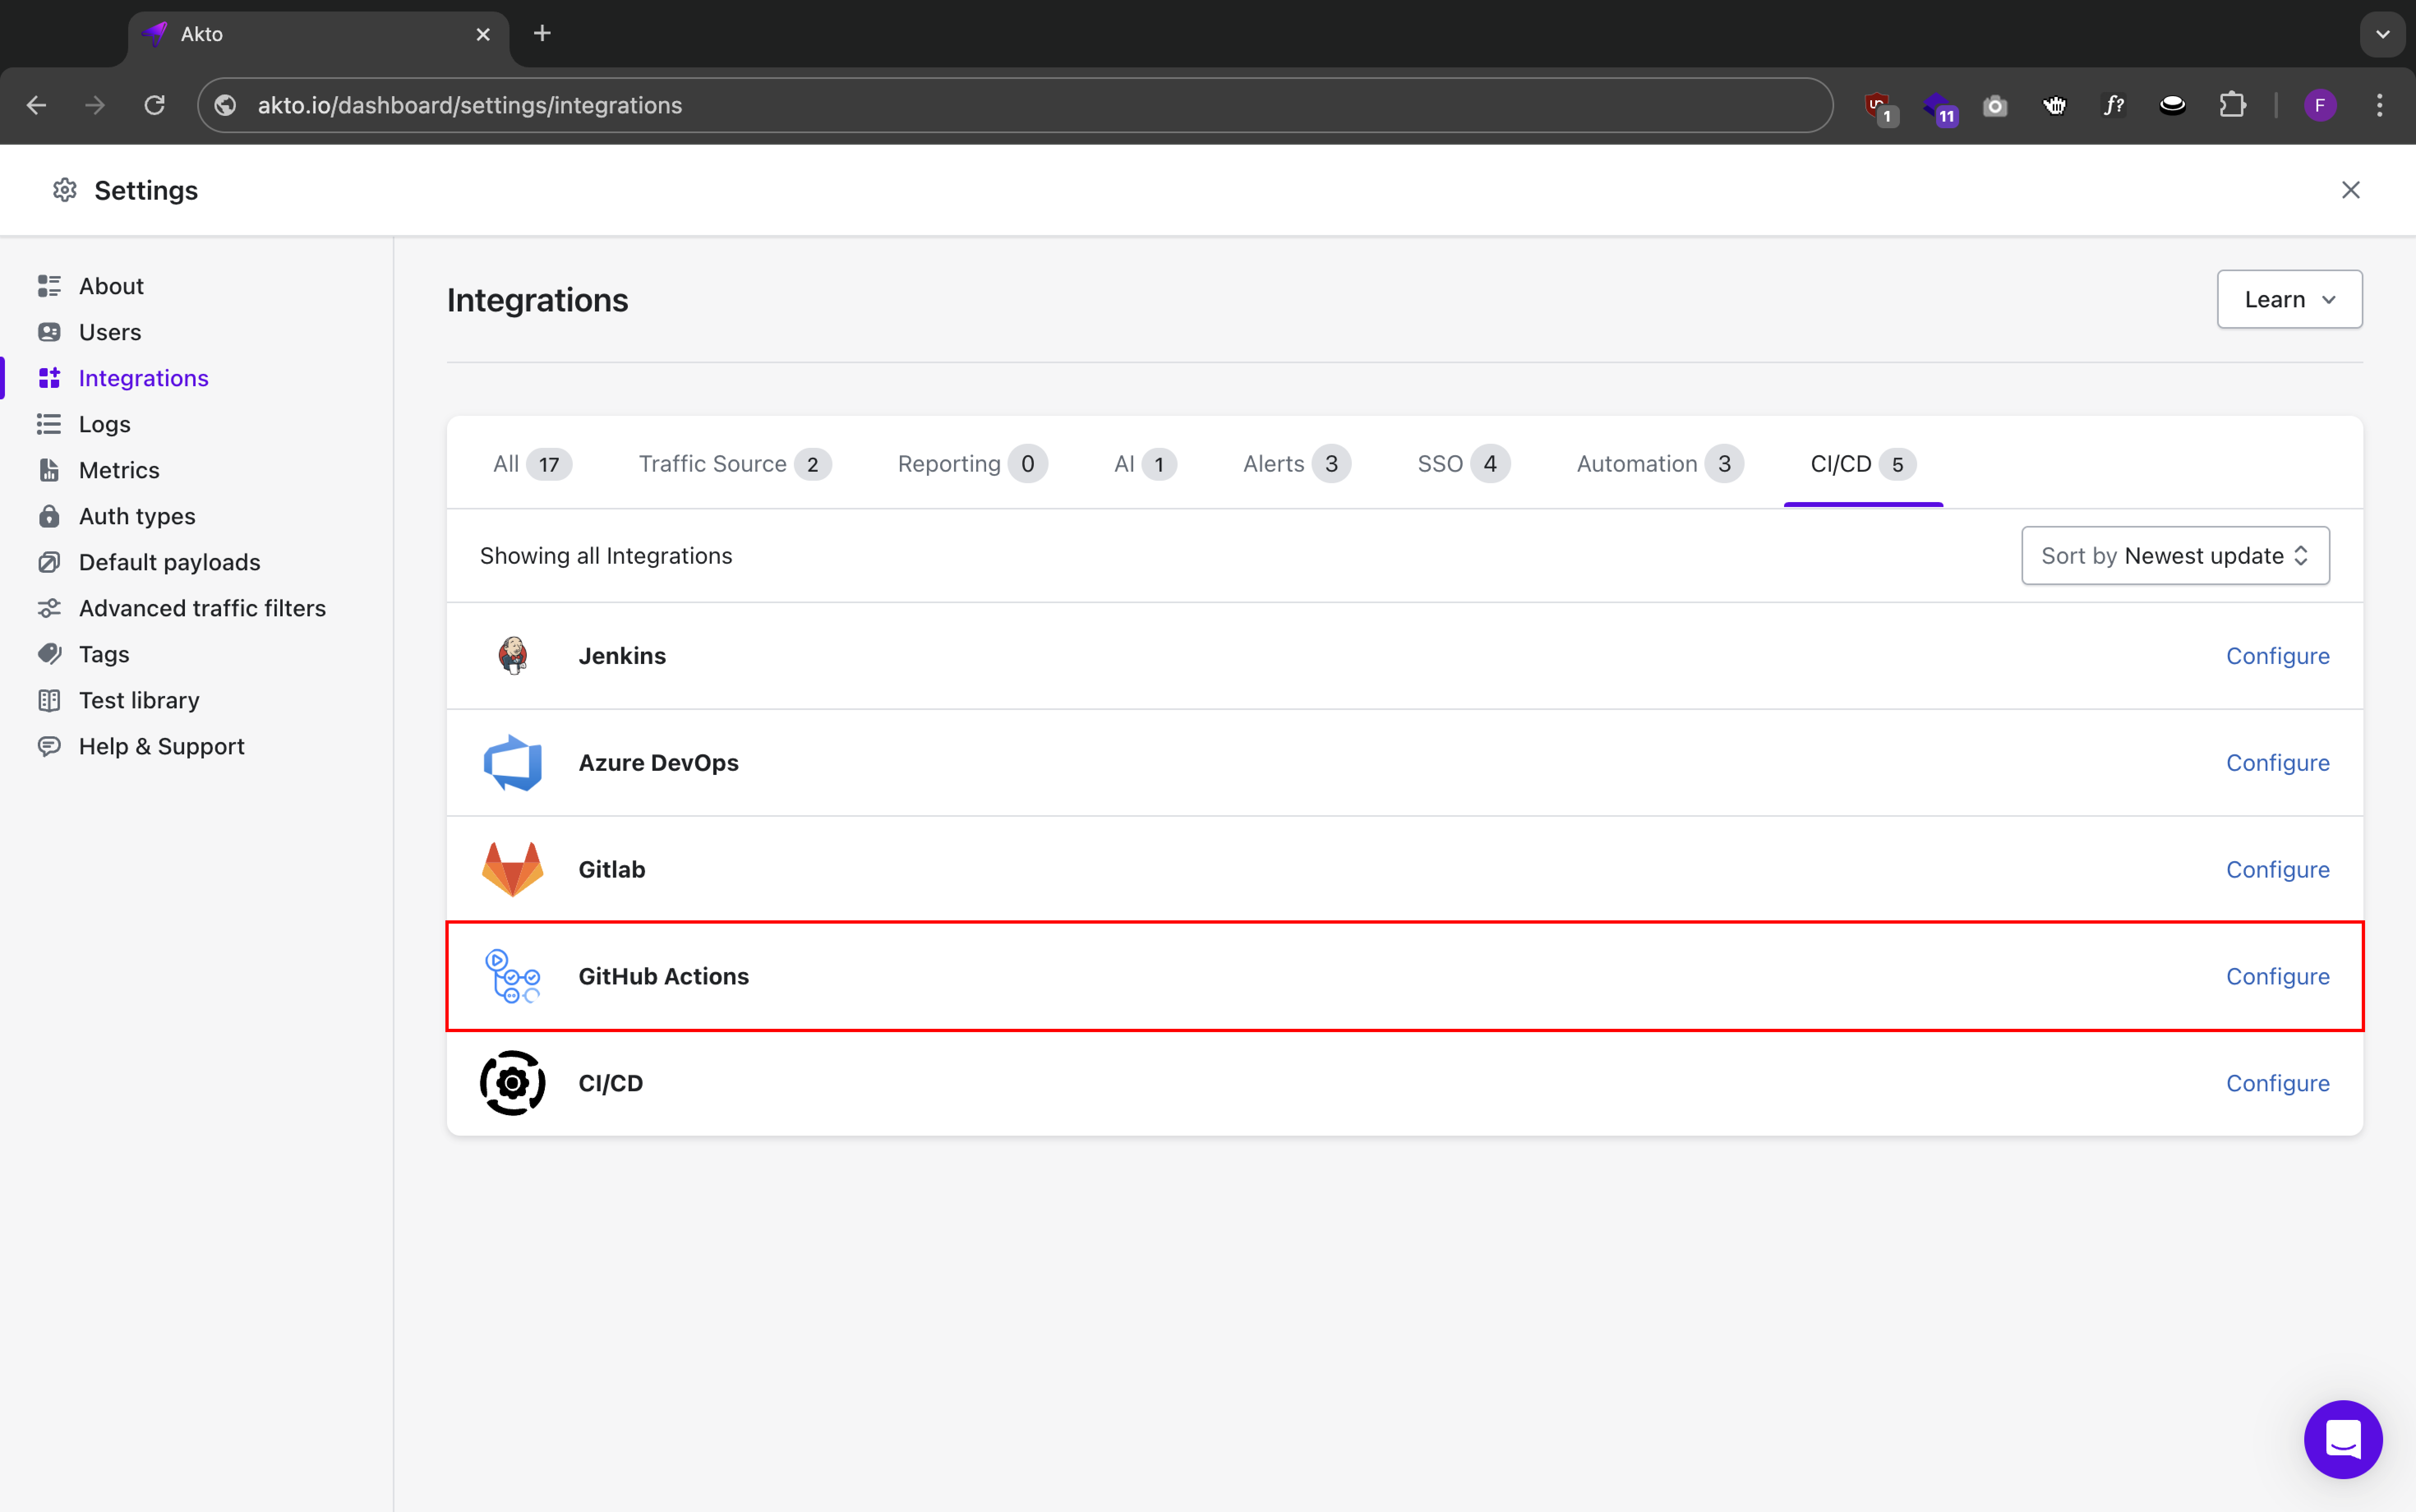 Akto
akto.io/dashboard/settings/integrations
1
11
f?
F
Settings
About
Users
Integrations
Logs
Metrics
Auth types
Default payloads
Advanced traffic filters
Tags
Test library
Help & Support
Integrations
Learn
All 17 Traffic Source 2 Reporting 0 AI 1 Alerts 3 SSO 4 Automation 3 CI/CD 5
Showing all Integrations
Sort by Newest update
Jenkins Configure
Azure DevOps Configure
Gitlab Configure
GitHub Actions Configure
CI/CD Configure